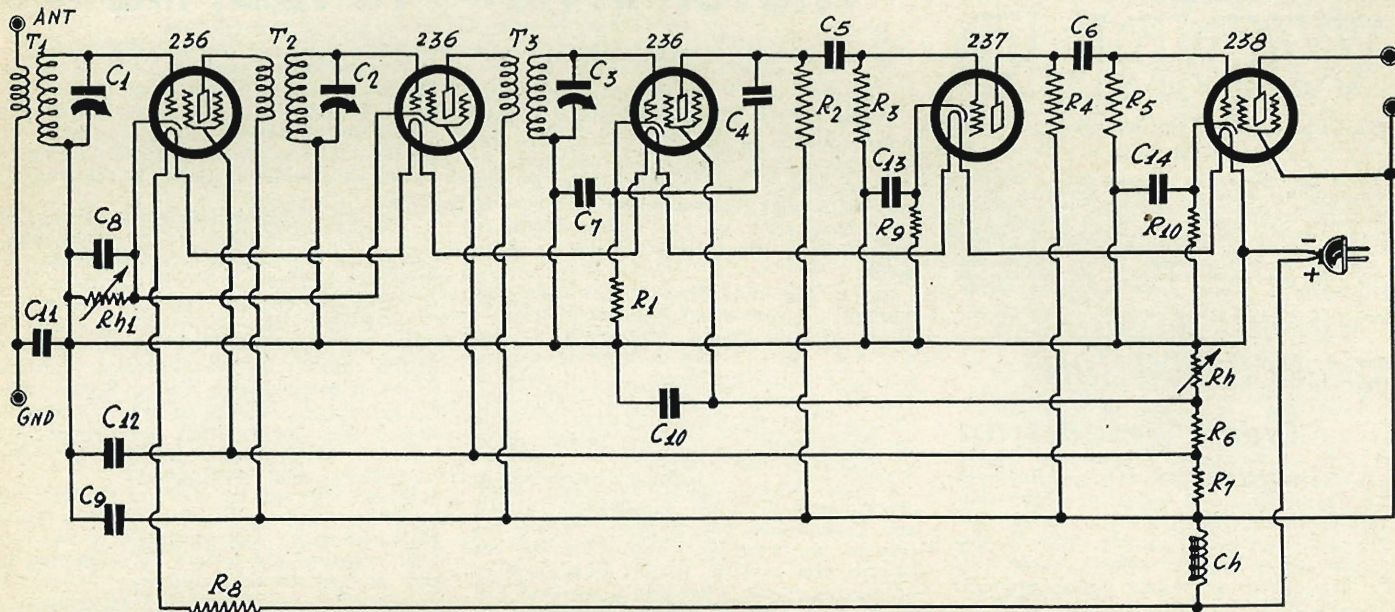 ANT
T1
C1
236
T2
C2
236
T3
C3
236
C4
R2
C5
R3
237
R4
C6
R5
238
C8
Rh1
C11
GND
C7
R1
C13
R9
C14
R10
-
+
Rh
C12
C10
R6
C9
R7
Ch
R8